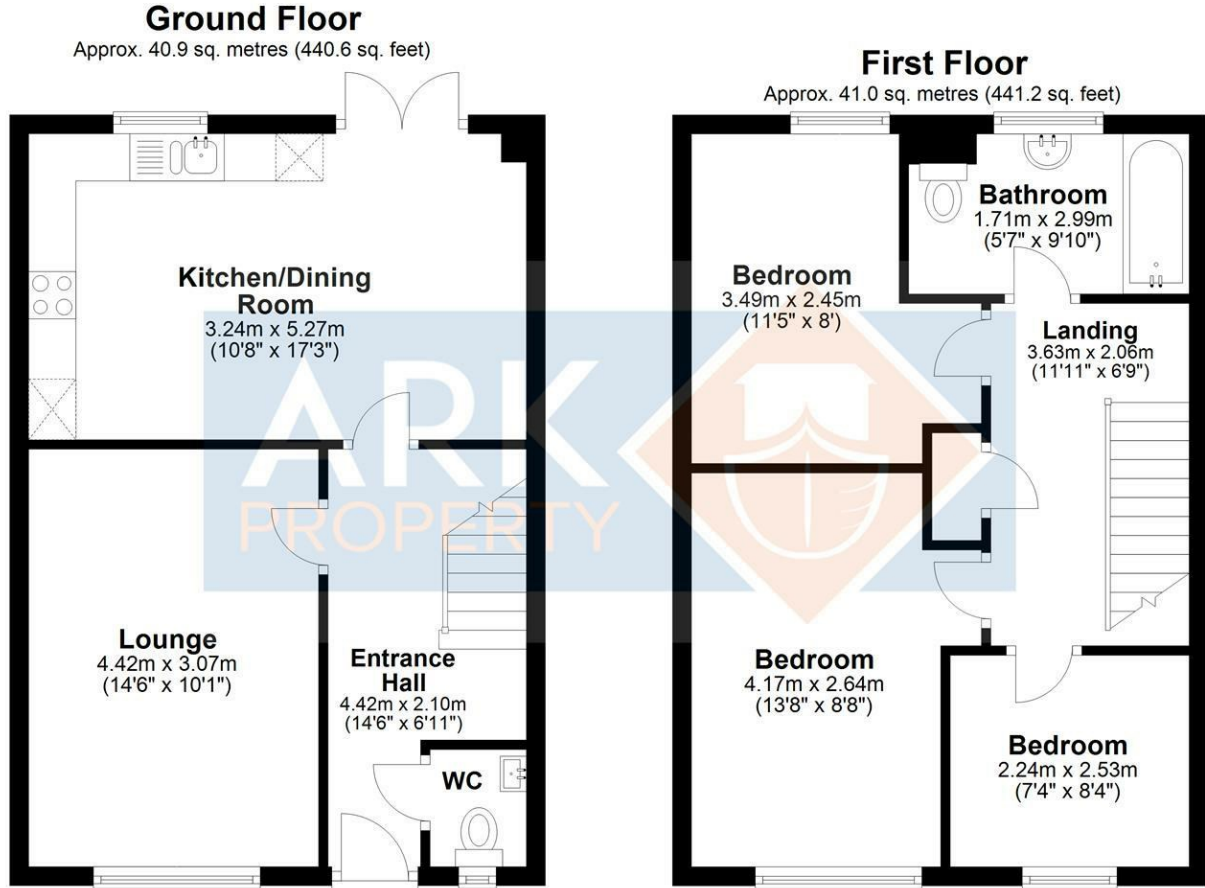 Ground Floor
Approx. 40.9 sq. metres (440.6 sq. feet)
Kitchen/Dining
Room
3.24m x 5.27m
(10'8" x 17'3")
Lounge
4.42m x 3.07m
(14'6" x 10'1")
Entrance
Hall
4.42m x 2.10m
(14'6" x 6'11")
WC
First Floor
Approx. 41.0 sq. metres (441.2 sq. feet)
Bedroom
3.49m x 2.45m
(11'5" x 8')
Bathroom
1.71m x 2.99m
(5'7" x 9'10")
Landing
3.63m x 2.06m
(11'11" x 6'9")
Bedroom
4.17m x 2.64m
(13'8" x 8'8")
Bedroom
2.24m x 2.53m
(7'4" x 8'4")
ARK
PROPERTY